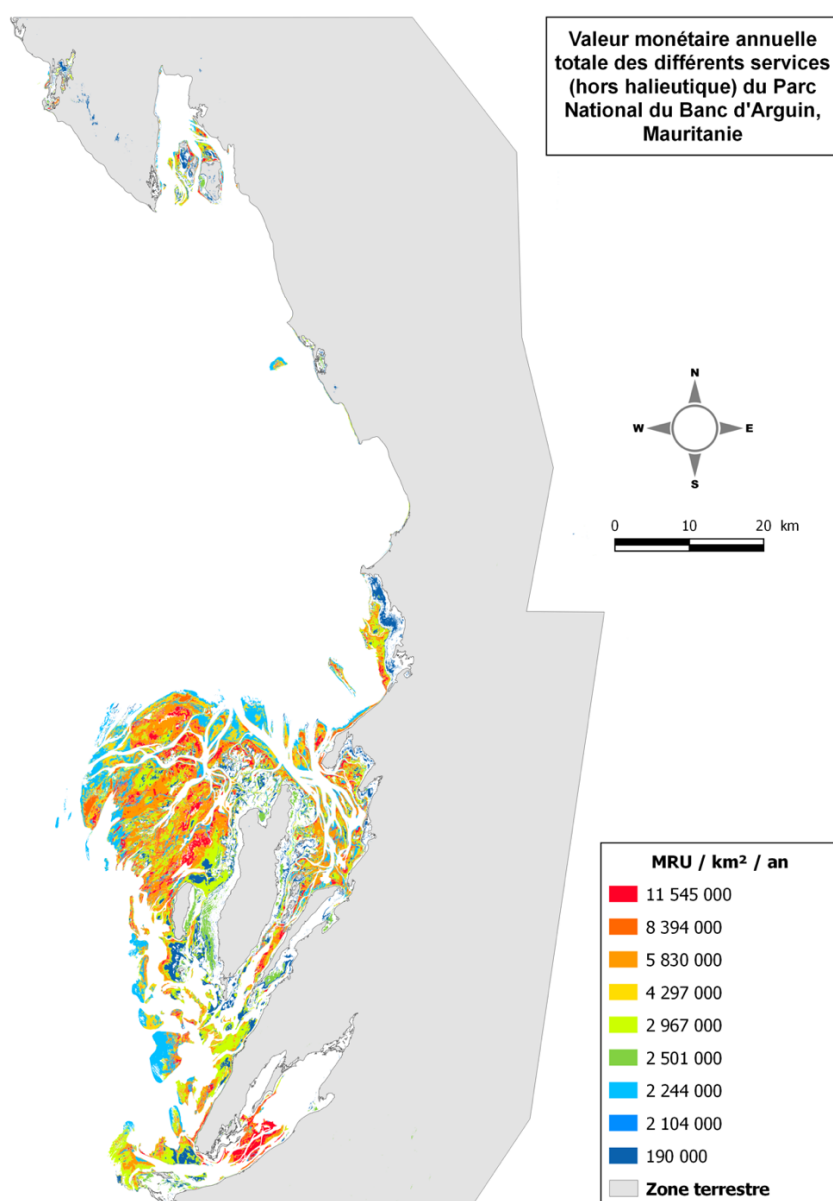 Valeur monétaire annuelle
totale des différents services
(hors halieutique) du Parc
National du Banc d'Arguin,
Mauritanie
N
W E
S
0 10 20 km
MRU / km² / an
11 545 000
8 394 000
5 830 000
4 297 000
2 967 000
2 501 000
2 244 000
2 104 000
190 000
Zone terrestre